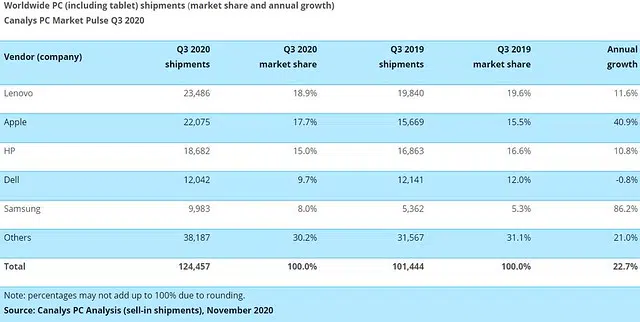 Worldwide PC (including tablet) shipments (market share and annual growth)
Canalys PC Market Pulse Q3 2020
Vendor (company) Q3 2020 shipments Q3 2020 market share Q3 2019 shipments Q3 2019 market share Annual growth
Lenovo 23,486 18.9% 19,840 19.6% 11.6%
Apple 22,075 17.7% 15,669 15.5% 40.9%
HP 18,682 15.0% 16,863 16.6% 10.8%
Dell 12,042 9.7% 12,141 12.0% -0.8%
Samsung 9,983 8.0% 5,362 5.3% 86.2%
Others 38,187 30.2% 31,567 31.1% 21.0%
Total 124,457 100.0% 101,444 100.0% 22.7%
Note: percentages may not add up to 100% due to rounding.
Source: Canalys PC Analysis (sell-in shipments), November 2020